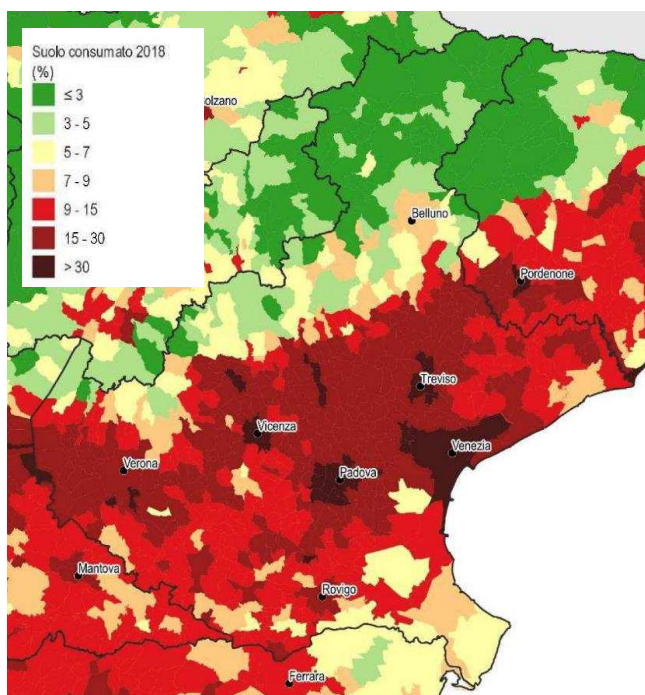 Suolo consumato 2018
(%)
≤ 3
3 - 5
5 - 7
7 - 9
9 - 15
15 - 30
> 30
olzano
Belluno
Pordenone
Treviso
Vicenza
Venezia
Verona
Padova
Mantova
Rovigo
Ferrara